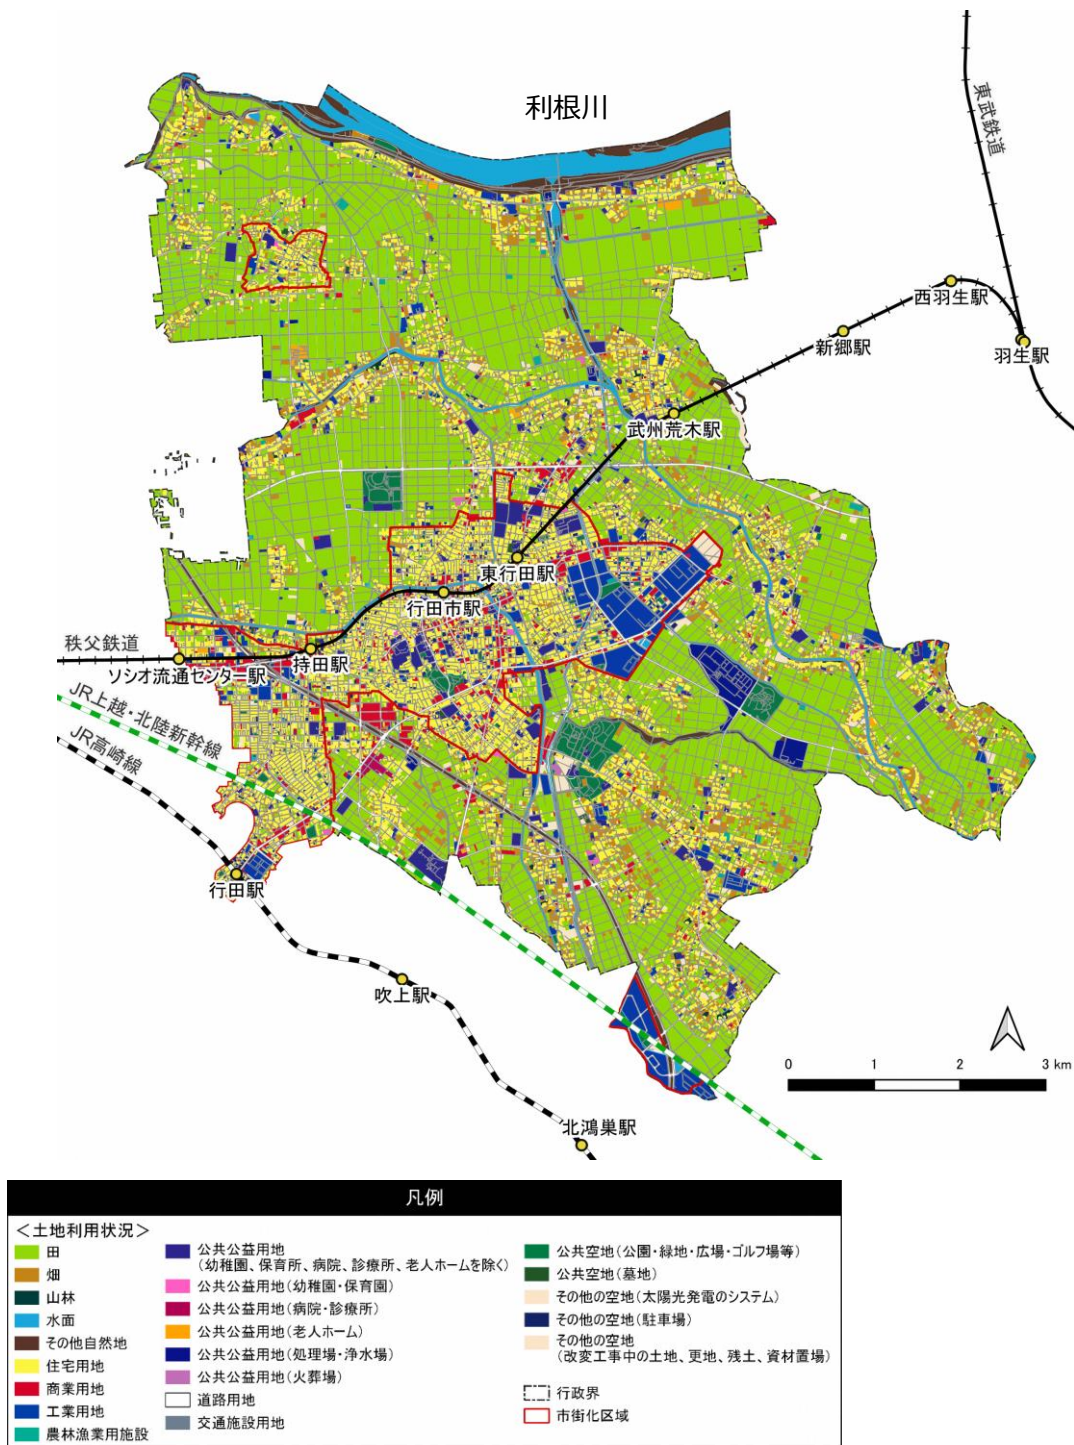 利根川
東武鉄道
西羽生駅
新郷駅
羽生駅
武州荒木駅
東行田駅
行田市駅
秩父鉄道
持田駅
ソシオ流通センター駅
JR上越・北陸新幹線
JR高崎線
行田駅
吹上駅
北鴻巣駅
0 1 2 3 km
凡例
＜土地利用状況＞
田
畑
山林
水面
その他自然地
住宅用地
商業用地
工業用地
農林漁業用施設
公共公益用地
(幼稚園、保育所、病院、診療所、老人ホームを除く)
公共公益用地(幼稚園・保育園)
公共公益用地(病院・診療所)
公共公益用地(老人ホーム)
公共公益用地(処理場・浄水場)
公共公益用地(火葬場)
道路用地
交通施設用地
公共空地(公園・緑地・広場・ゴルフ場等)
公共空地(墓地)
その他の空地(太陽光発電のシステム)
その他の空地(駐車場)
その他の空地
(改変工事中の土地、更地、残土、資材置場)
行政界
市街化区域